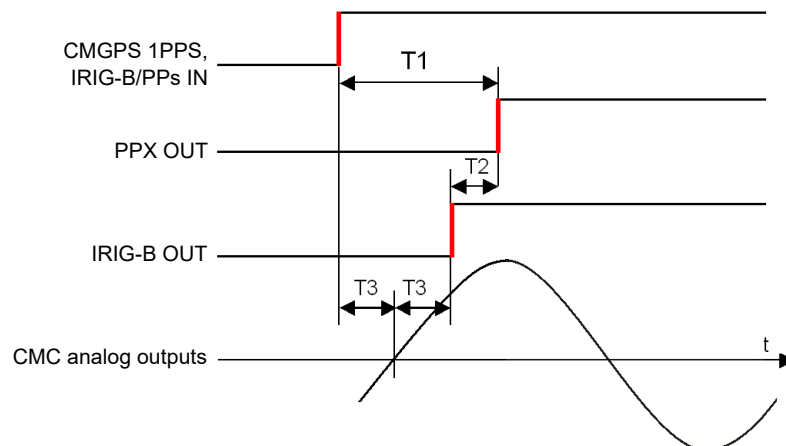 CMGPS 1PPS,
IRIG-B/PPs IN
T1
PPX OUT
T2
IRIG-B OUT
T3
T3
CMC analog outputs
t